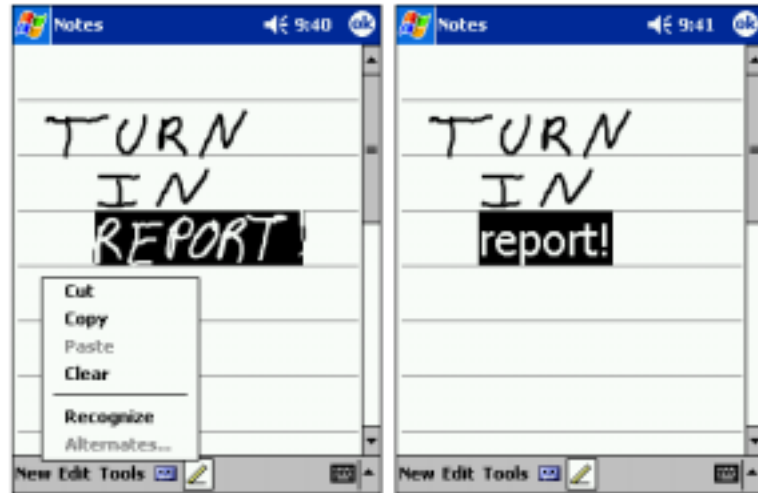 Notes 9:40 ok
TURN
IN
REPORT!
Cut
Copy
Paste
Clear
Recognize
Alternates...
New Edit Tools
Notes 9:41 ok
TURN
IN
report!
New Edit Tools